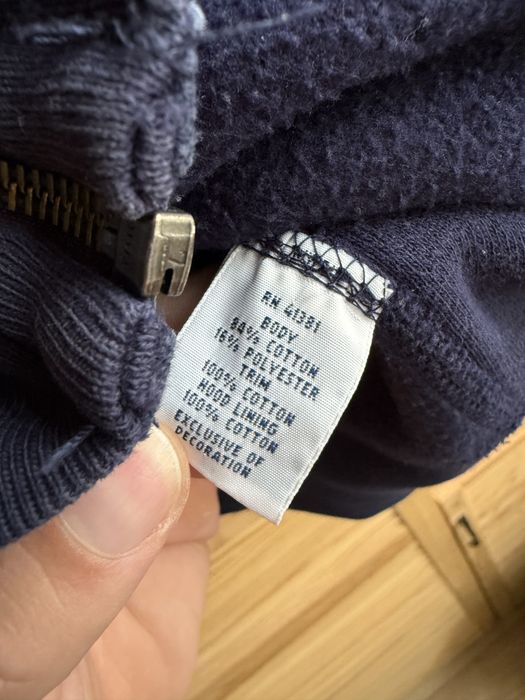 RN 41381
BODY
84% COTTON
16% POLYESTER
TRIM
100% COTTON
HOOD LINING
100% COTTON
EXCLUSIVE OF
DECORATION